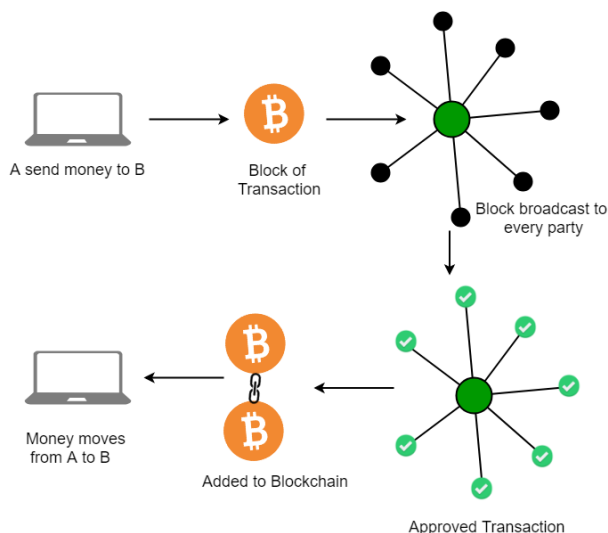 A send money to B
Block of
Transaction
Block broadcast to
every party
Money moves
from A to B
Added to Blockchain
Approved Transaction